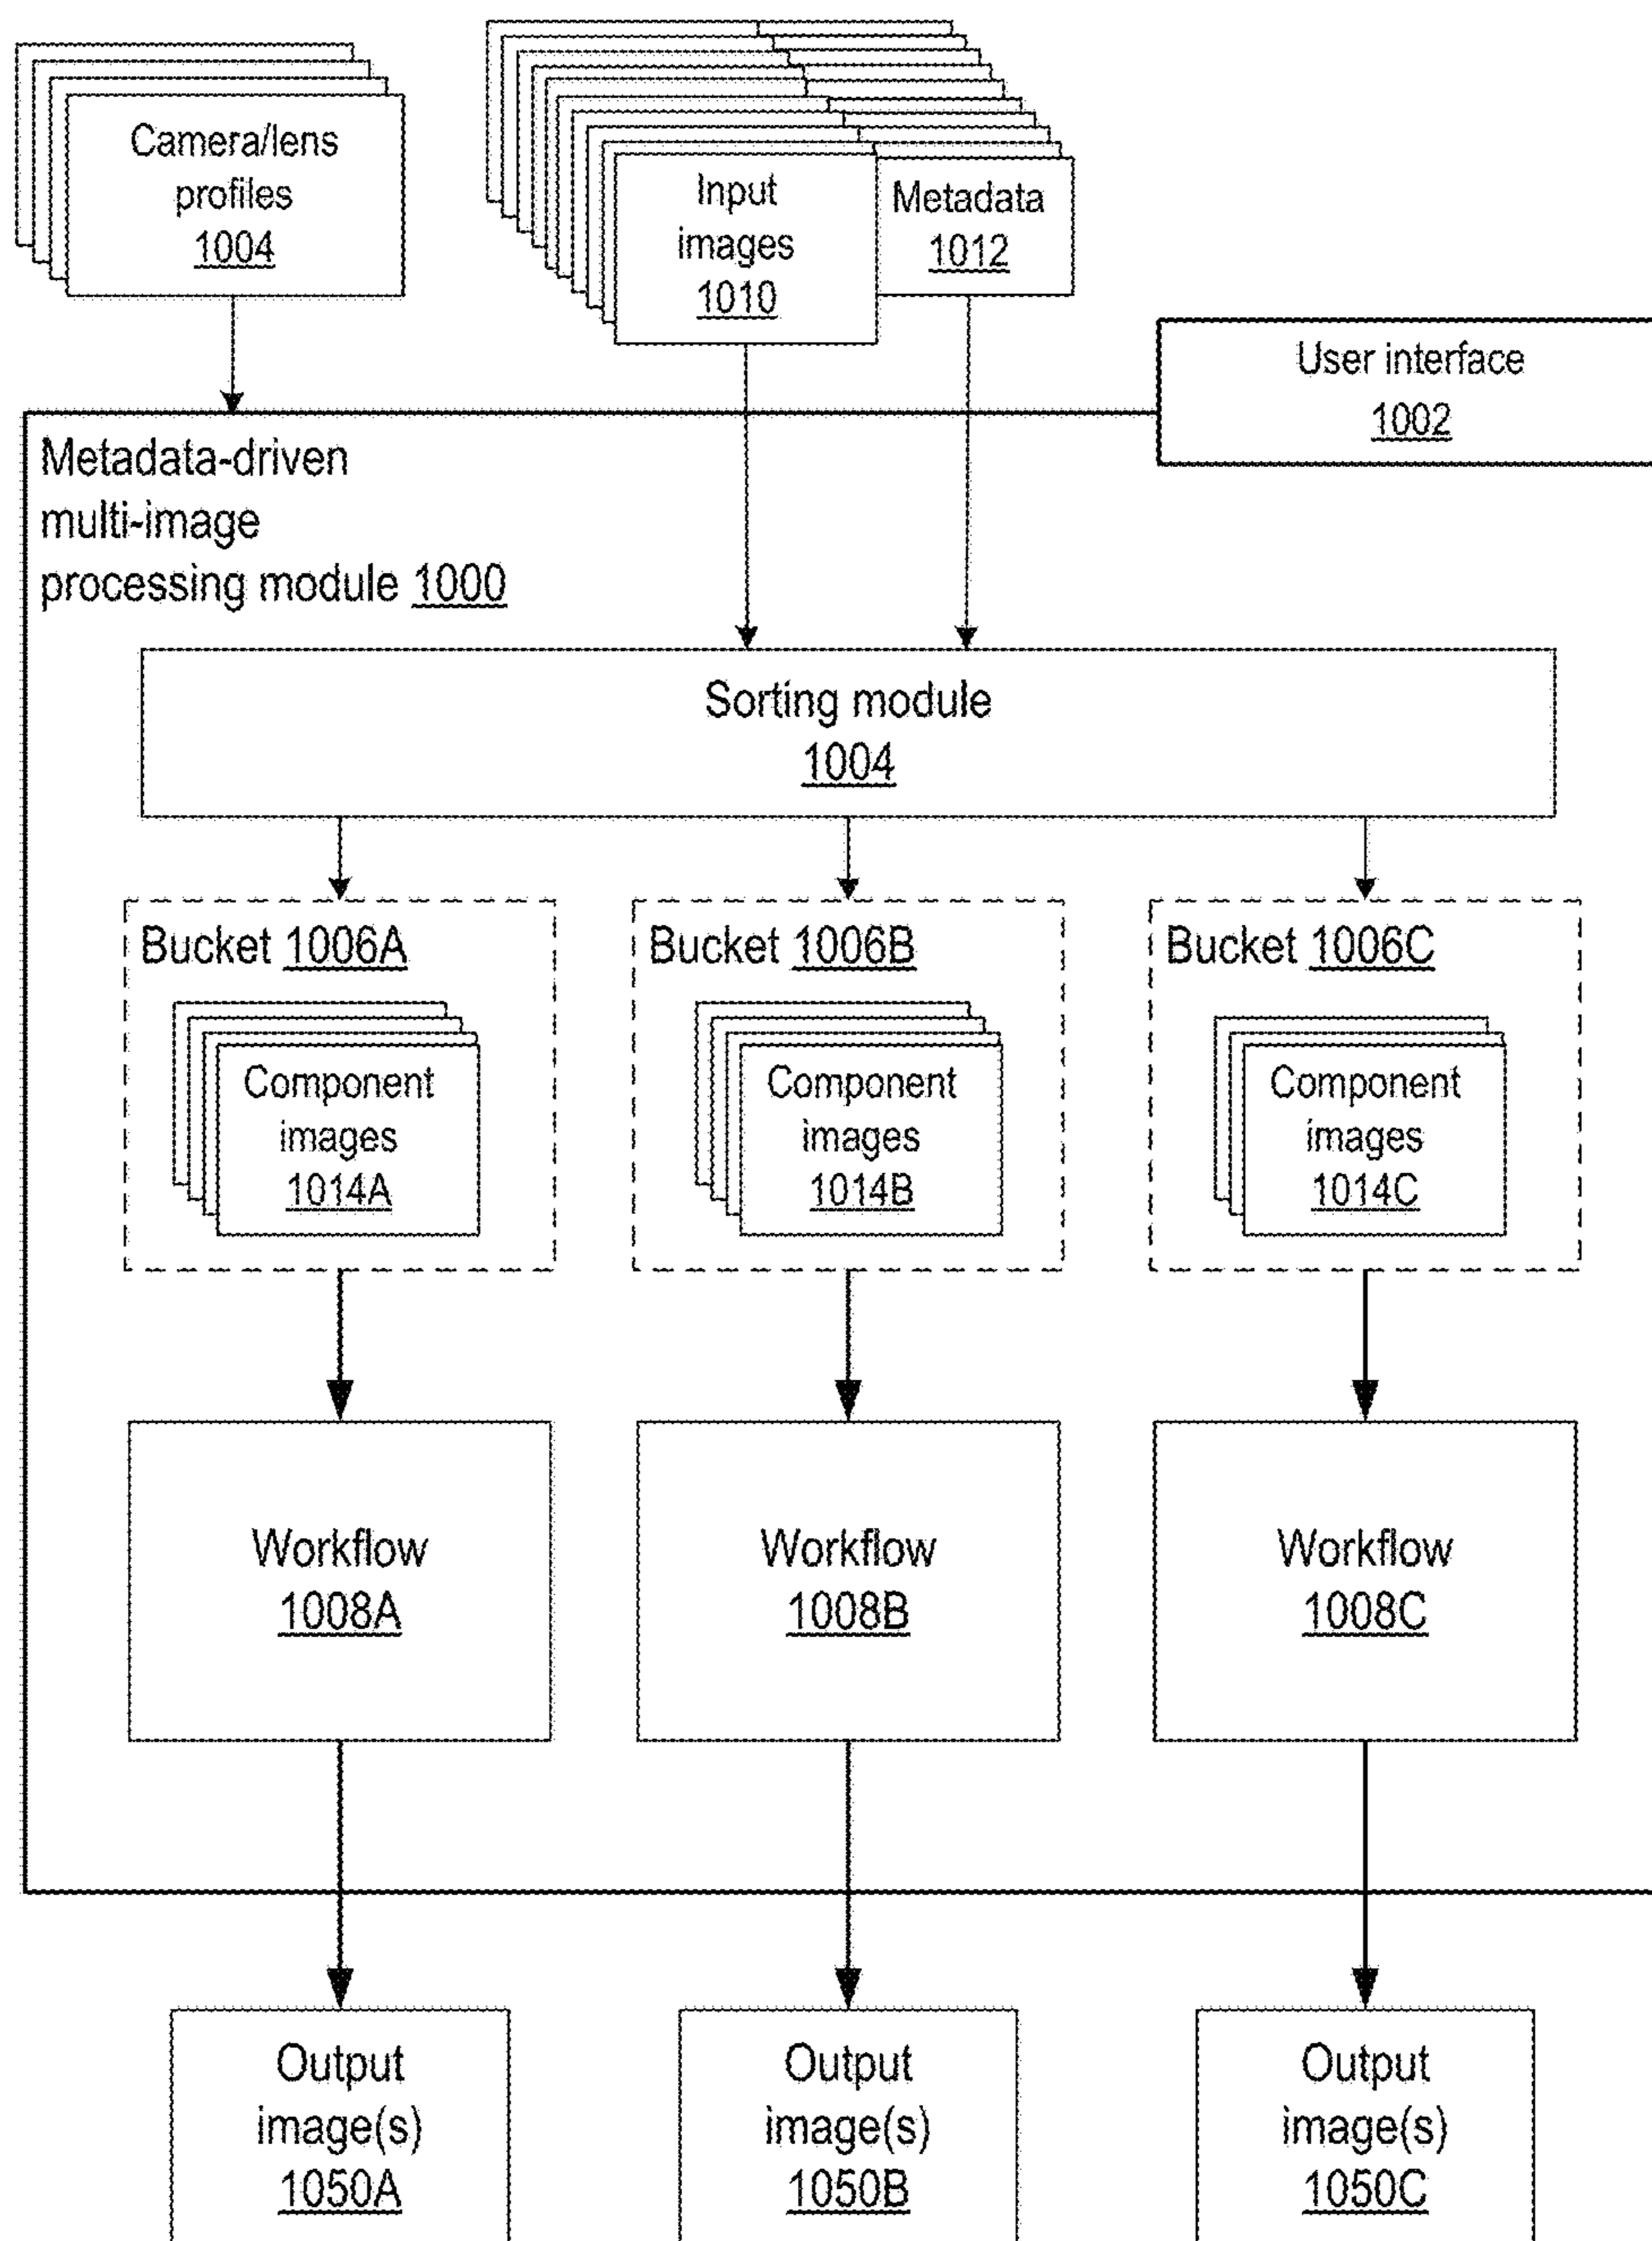 Camera/lens
profiles
1004
Input
images
1010
Metadata
1012
User interface
1002
Metadata-driven
multi-image
processing module 1000
Sorting module
1004
Bucket 1006A
Component
images
1014A
Bucket 1006B
Component
images
1014B
Bucket 1006C
Component
images
1014C
Workflow
1008A
Workflow
1008B
Workflow
1008C
Output
image(s)
1050A
Output
image(s)
1050B
Output
image(s)
1050C